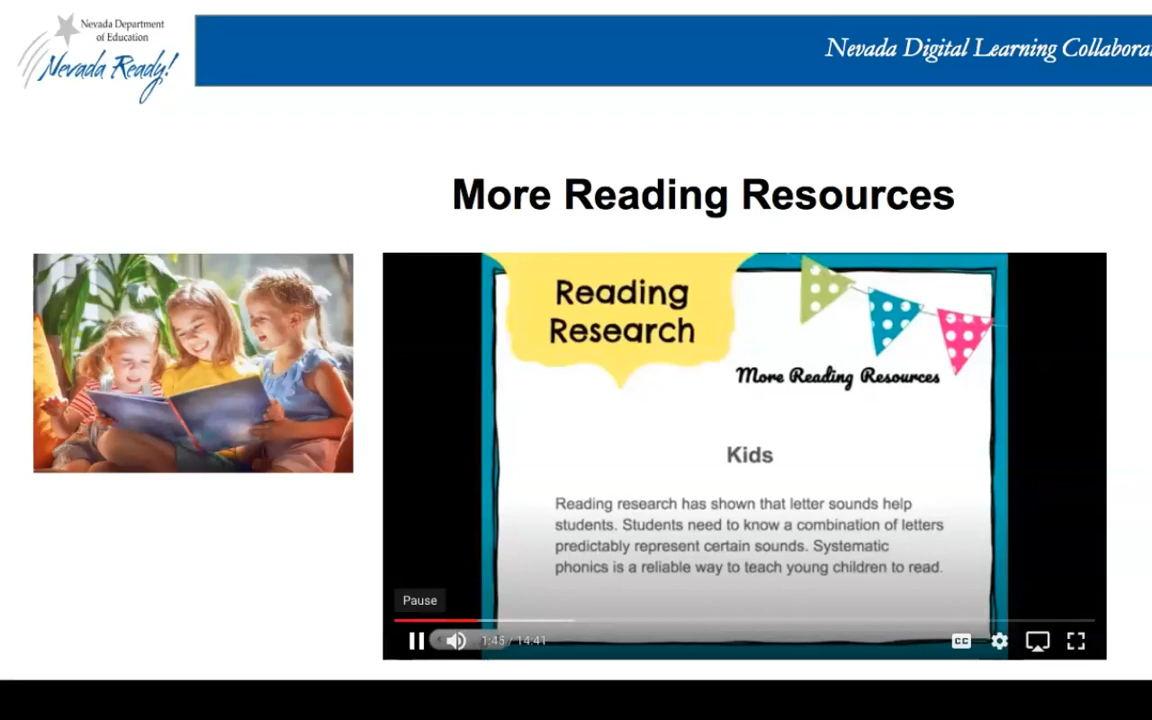 Nevada Department
of Education
Nevada Ready!
Nevada Digital Learning Collabora
More Reading Resources
Reading
Research
More Reading Resources
Kids
Reading research has shown that letter sounds help
students. Students need to know a combination of letters
predictably represent certain sounds. Systematic
phonics is a reliable way to teach young children to read.
Pause
1:45 / 14:41
CC